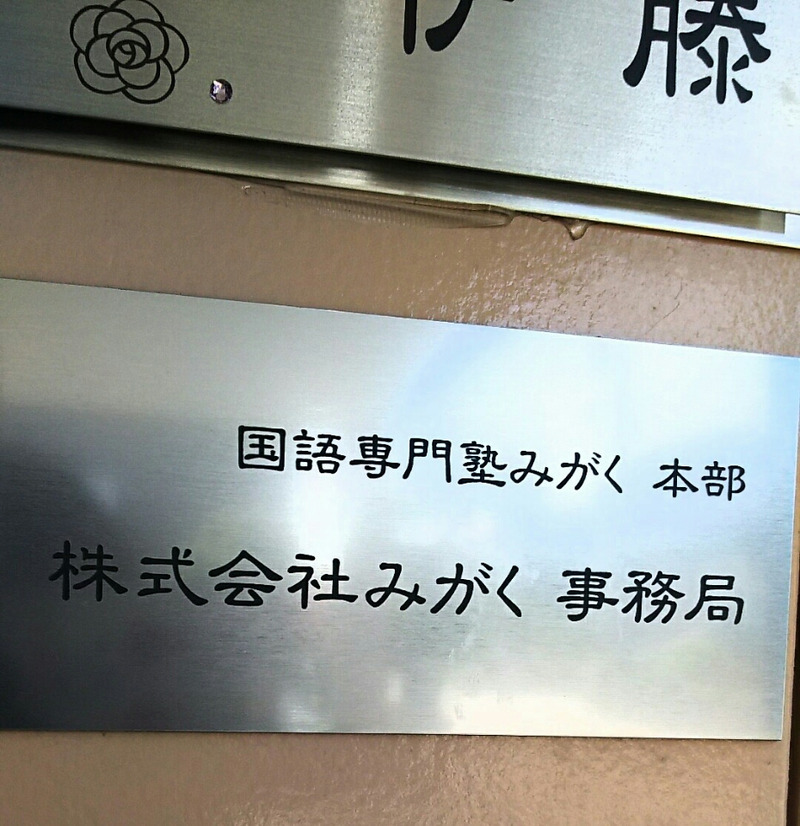 伊藤
国語専門塾みがく 本部
株式会社みがく 事務局